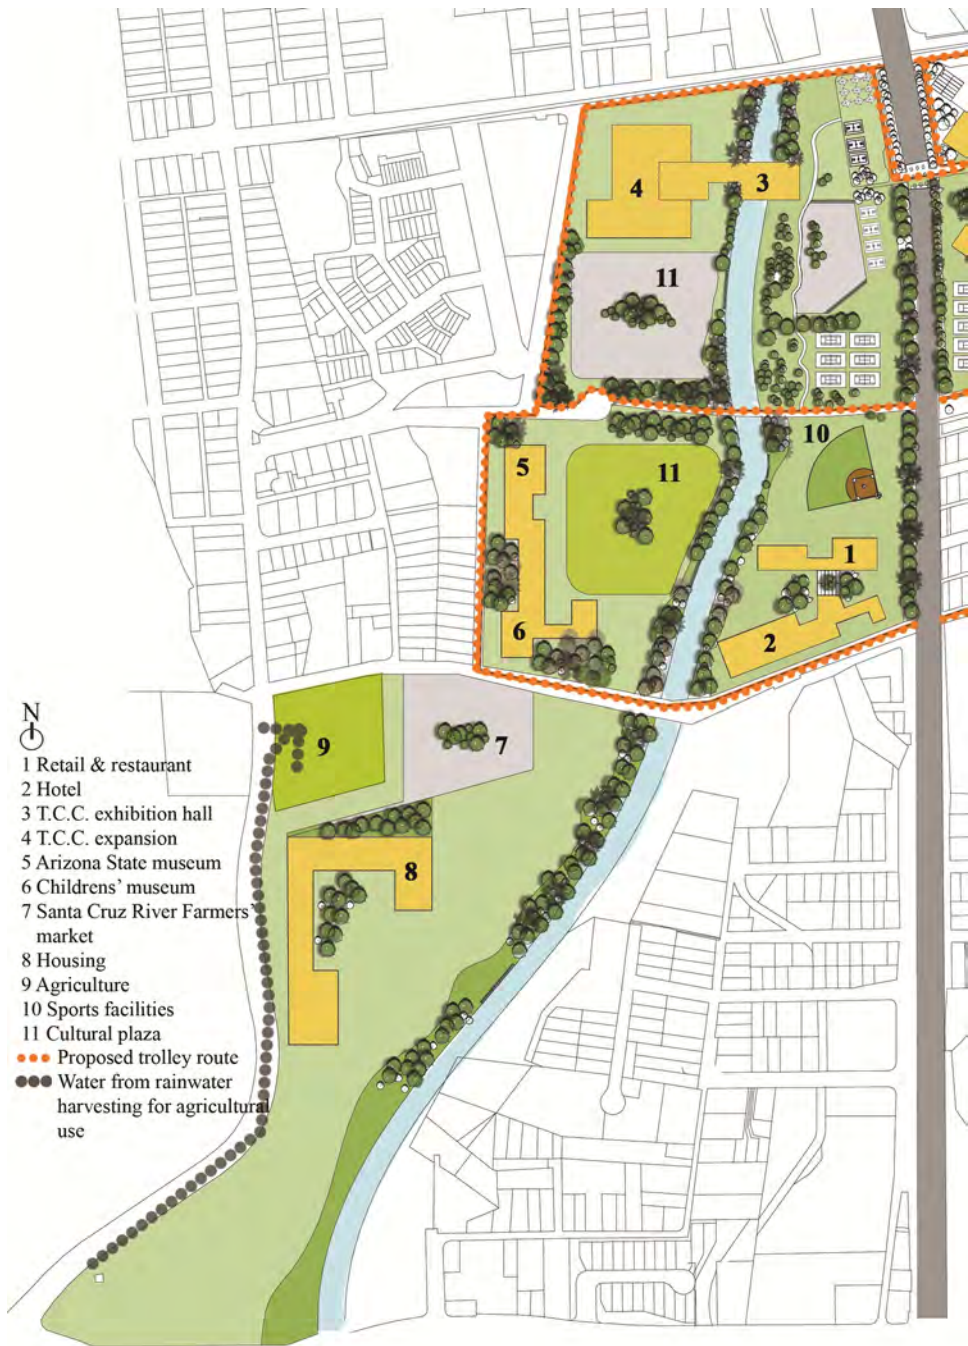 4
3
11
10
5
11
1
6
2
9
7
8
N
1 Retail & restaurant
2 Hotel
3 T.C.C. exhibition hall
4 T.C.C. expansion
5 Arizona State museum
6 Childrens’ museum
7 Santa Cruz River Farmers’
market
8 Housing
9 Agriculture
10 Sports facilities
11 Cultural plaza
Proposed trolley route
Water from rainwater
harvesting for agricultural
use